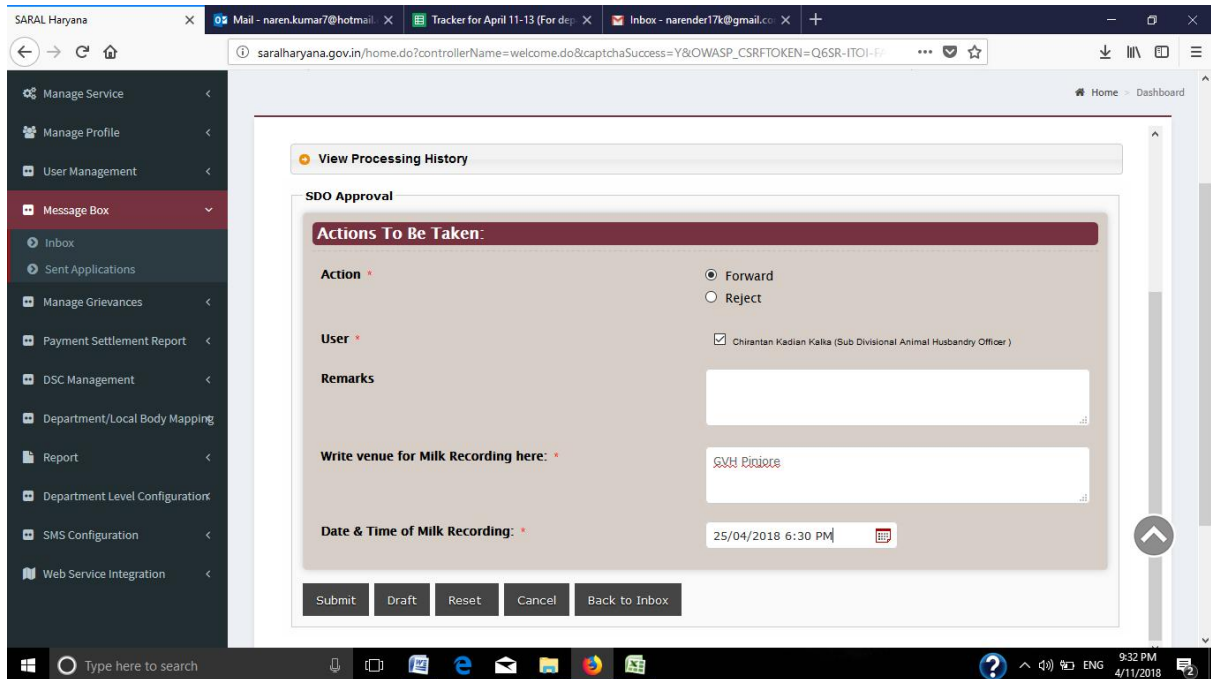 SARAL Haryana
Mail - naren.kumar7@hotmail.
Tracker for April 11-13 (For dep
Inbox - narender17k@gmail.co
saralharyana.gov.in/home.do?controllerName=welcome.do&captchaSuccess=Y&OWASP_CSRFTOKEN=Q6SR-ITOI-
Home > Dashboard
Manage Service
Manage Profile
User Management
Message Box
Inbox
Sent Applications
Manage Grievances
Payment Settlement Report
DSC Management
Department/Local Body Mapping
Report
Department Level Configuration
SMS Configuration
Web Service Integration
View Processing History
SDO Approval
Actions To Be Taken:
Action *
Forward
Reject
User *
Chirantan Kadian Kalka (Sub Divisional Animal Husbandry Officer )
Remarks
Write venue for Milk Recording here: *
GVH Pinjore
Date & Time of Milk Recording: *
25/04/2018 6:30 PM
Submit Draft Reset Cancel Back to Inbox
Type here to search
ENG
9:32 PM
4/11/2018
2